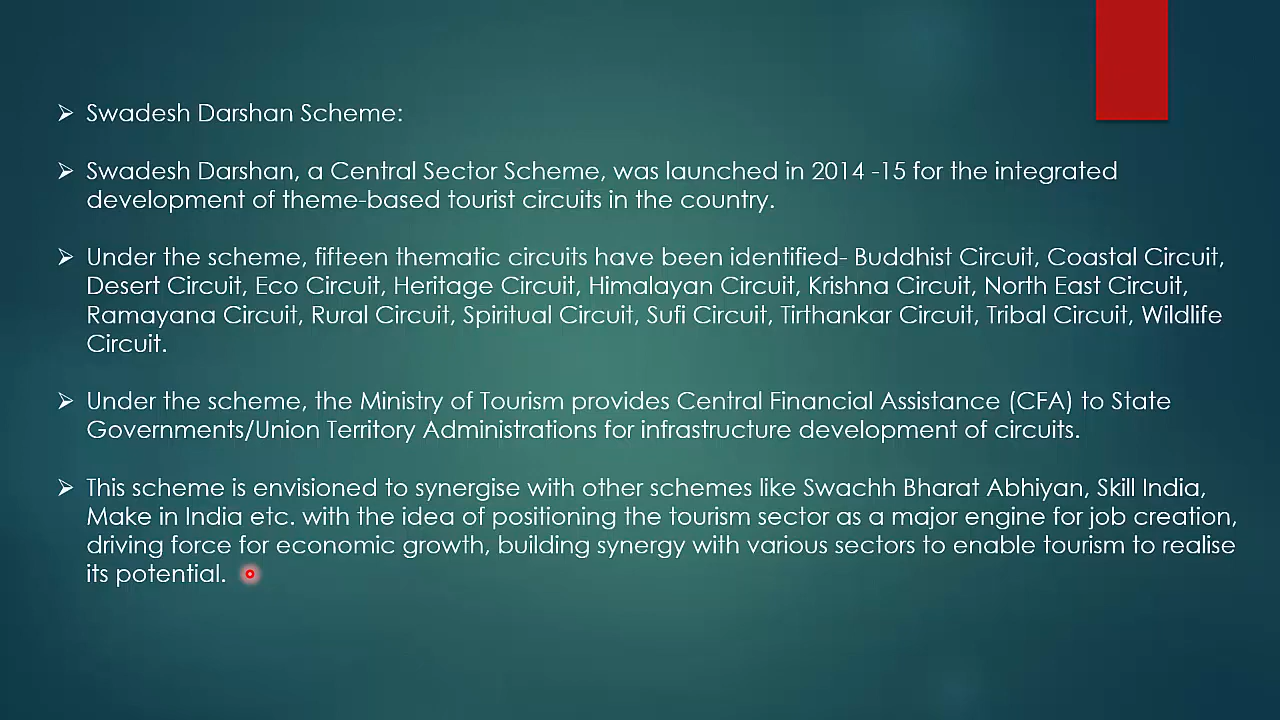 Swadesh Darshan Scheme:
Swadesh Darshan, a Central Sector Scheme, was launched in 2014 -15 for the integrated
development of theme-based tourist circuits in the country.
Under the scheme, fifteen thematic circuits have been identified- Buddhist Circuit, Coastal Circuit,
Desert Circuit, Eco Circuit, Heritage Circuit, Himalayan Circuit, Krishna Circuit, North East Circuit,
Ramayana Circuit, Rural Circuit, Spiritual Circuit, Sufi Circuit, Tirthankar Circuit, Tribal Circuit, Wildlife
Circuit.
Under the scheme, the Ministry of Tourism provides Central Financial Assistance (CFA) to State
Governments/Union Territory Administrations for infrastructure development of circuits.
This scheme is envisioned to synergise with other schemes like Swachh Bharat Abhiyan, Skill India,
Make in India etc. with the idea of positioning the tourism sector as a major engine for job creation,
driving force for economic growth, building synergy with various sectors to enable tourism to realise
its potential.